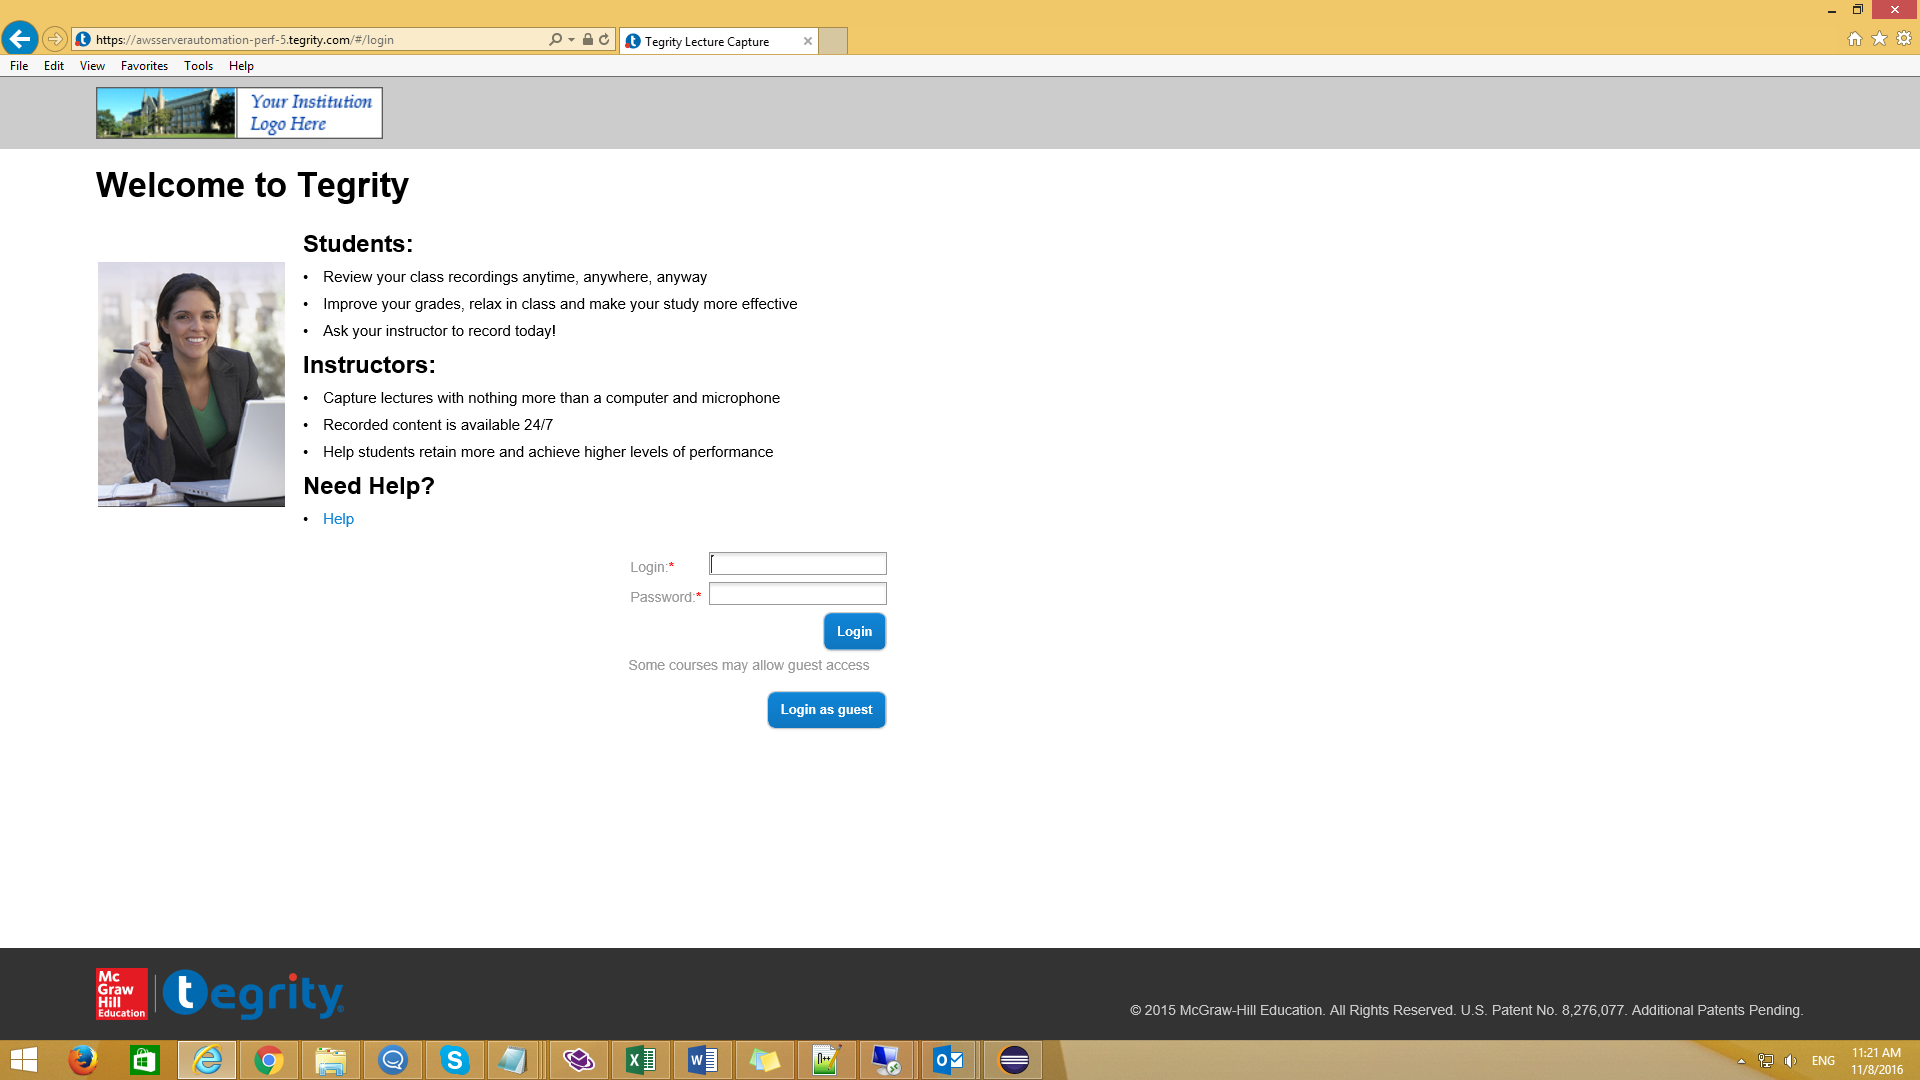 https://awsserverautomation-perf-5.tegrity.com/#/login
Tegrity Lecture Capture
File Edit View Favorites Tools Help
Your Institution
Logo Here
Welcome to Tegrity
Students:
• Review your class recordings anytime, anywhere, anyway
• Improve your grades, relax in class and make your study more effective
• Ask your instructor to record today!
Instructors:
• Capture lectures with nothing more than a computer and microphone
• Recorded content is available 24/7
• Help students retain more and achieve higher levels of performance
Need Help?
• Help
Login:*
Password:*
Login
Some courses may allow guest access
Login as guest
Mc
Graw
Hill
Education
tegrity
© 2015 McGraw-Hill Education. All Rights Reserved. U.S. Patent No. 8,276,077. Additional Patents Pending.
ENG
11:21 AM
11/8/2016